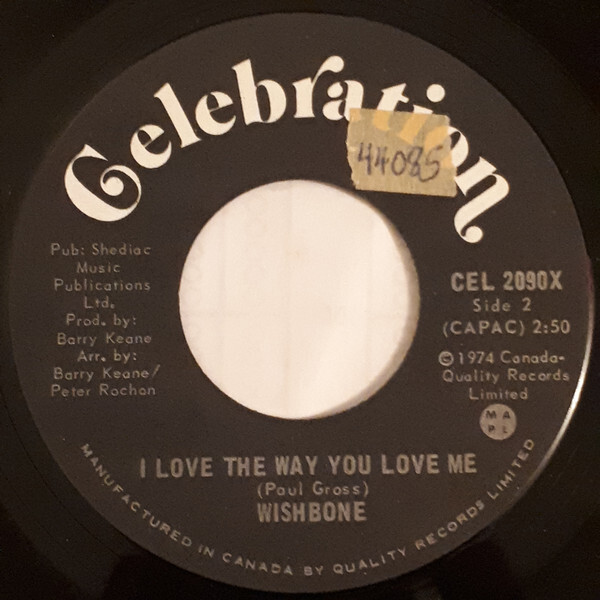 Celebration
44085
Pub: Shediac
Music
Publications
Ltd.
Prod. by:
Barry Keane
Arr. by:
Barry Keane/
Peter Rochon
CEL 2090X
Side 2
(CAPAC) 2:50
© 1974 Canada-
Quality Records
Limited
M A
P L
I LOVE THE WAY YOU LOVE ME
(Paul Gross)
WISHBONE
MANUFACTURED IN CANADA BY QUALITY RECORDS LIMITED